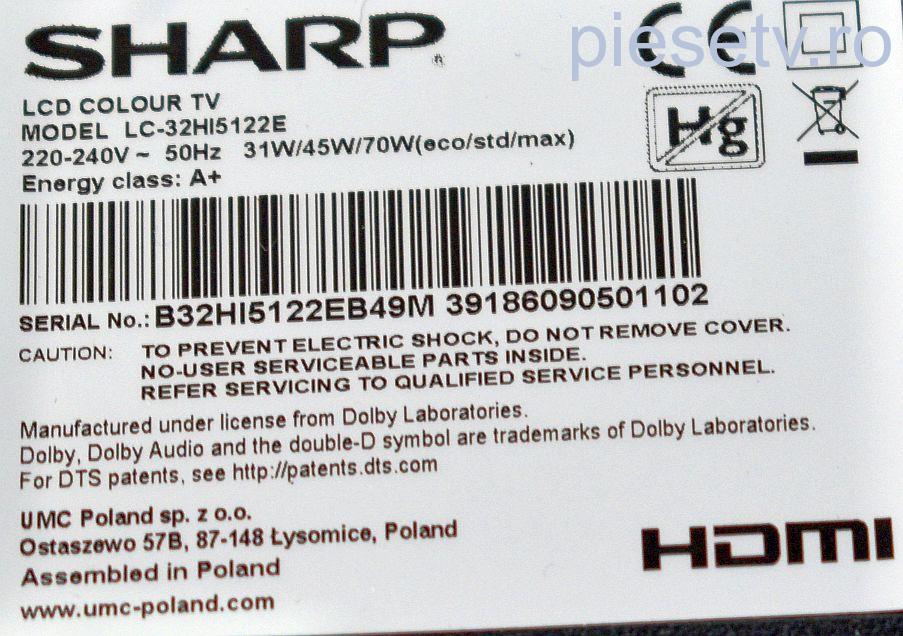 SHARP
piesetv.ro
LCD COLOUR TV
MODEL LC-32HI5122E
220-240V ~ 50Hz 31W/45W/70W(eco/std/max)
Energy class: A+
Hg
SERIAL No.: B32HI5122EB49M 39186090501102
CAUTION: TO PREVENT ELECTRIC SHOCK, DO NOT REMOVE COVER.
NO-USER SERVICEABLE PARTS INSIDE.
REFER SERVICING TO QUALIFIED SERVICE PERSONNEL.
Manufactured under license from Dolby Laboratories.
Dolby, Dolby Audio and the double-D symbol are trademarks of Dolby Laboratories.
For DTS patents, see http://patents.dts.com
UMC Poland sp. z o.o.
Ostaszewo 57B, 87-148 Łysomice, Poland
Assembled in Poland
www.umc-poland.com
HDMI